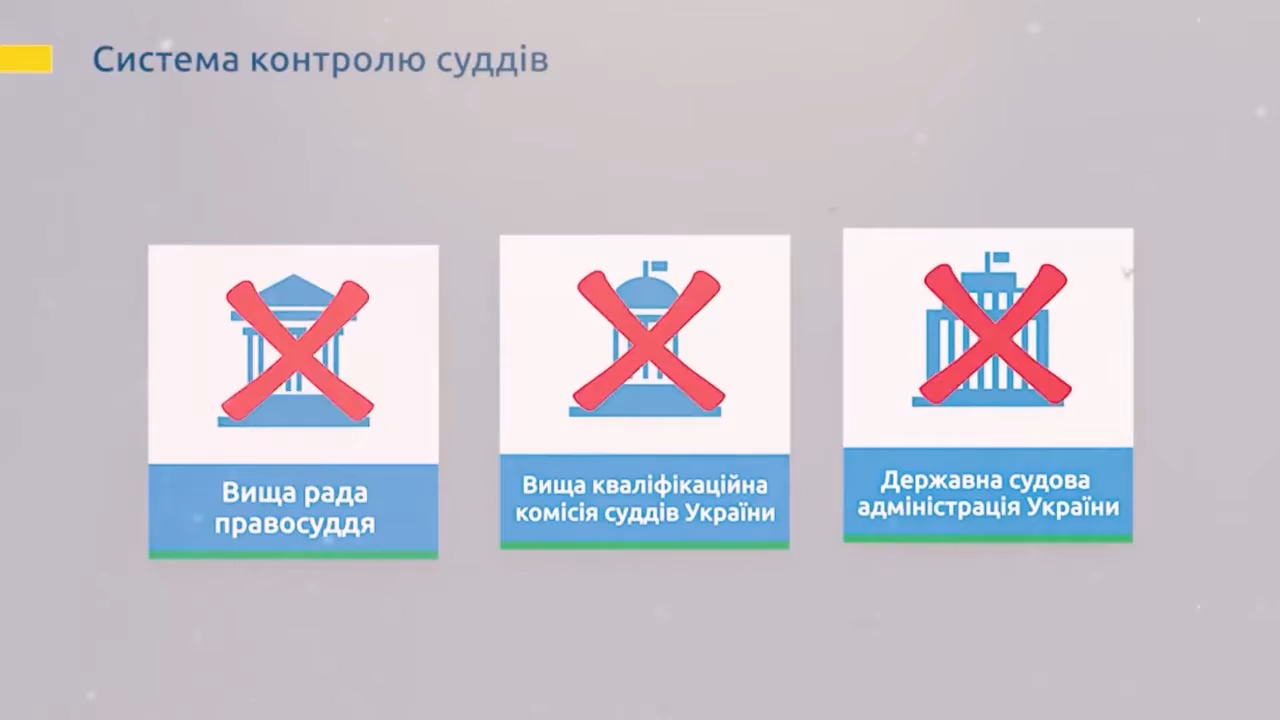 Система контролю суддів
Вища рада
правосуддя
Вища кваліфікаційна
комісія суддів України
Державна судова
адміністрація України